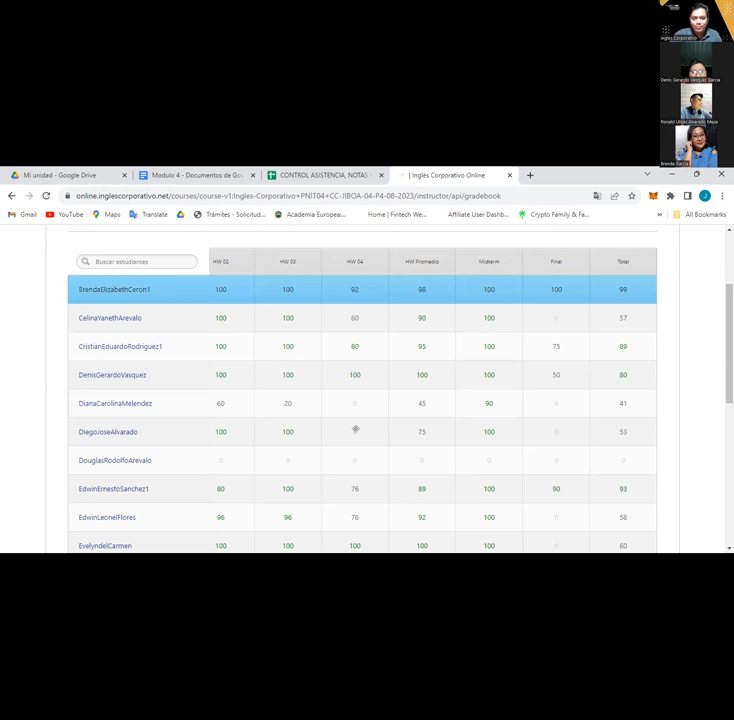 Ingles Corporativo
Denis Gerardo Vasquez Garcia
Ronald Ulises Alvarado Mejia
Brenda Garcia
Mi unidad - Google Drive
Modulo 4 - Documentos de Go
CONTROL ASISTENCIA, NOTAS
| Inglés Corporativo Online
online.inglescorporativo.net/courses/course-v1:Ingles-Corporativo+PNIT04+CC-JIBOA-04-P4-08-2023/instructor/api/gradebook
Gmail YouTube Maps Translate Trámites - Solicitud... Academia Europea:... Home | Fintech We... Affiliate User Dashb... Crypto Family & Fa... » All Bookmarks
Buscar estudiantes HW 02 HW 03 HW 04 HW Promedio Midterm Final Total
BrendaElizabethCeron1 100 100 92 98 100 100 99
CelinaYanethArevalo 100 100 60 90 100 0 57
CristianEduardoRodriguez1 100 100 80 95 100 75 89
DenisGerardoVasquez 100 100 100 100 100 50 80
DianaCarolinaMelendez 60 20 0 45 90 0 41
DiegoJoseAlvarado 100 100 75 100 0 53
DouglasRodolfoArevalo 0 0 0 0 0 0 0
EdwinErnestoSanchez1 80 100 76 89 100 90 93
EdwinLeonelFlores 96 96 76 92 100 0 58
EvelyndelCarmen 100 100 100 100 100 0 60